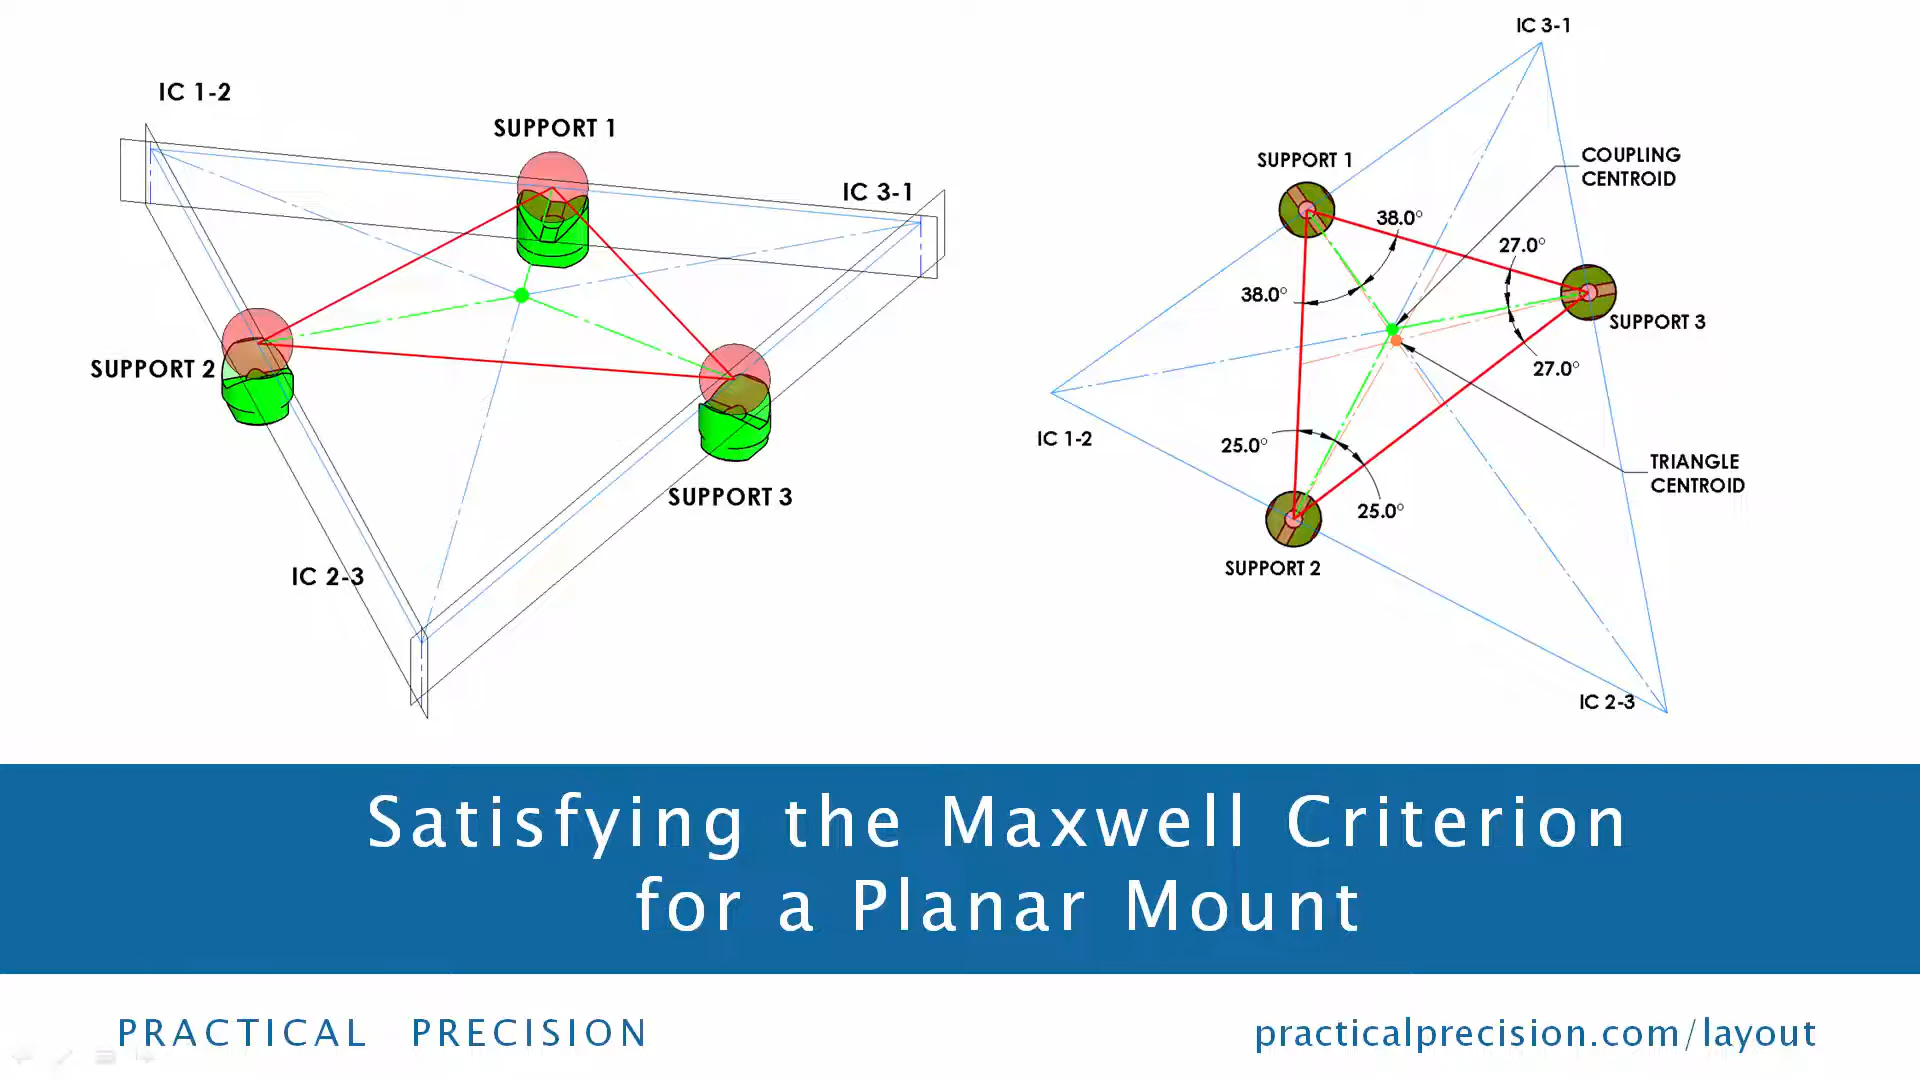 IC 1-2
SUPPORT 1
IC 3-1
SUPPORT 2
SUPPORT 3
IC 2-3
IC 3-1
SUPPORT 1
COUPLING
CENTROID
38.0°
27.0°
38.0°
SUPPORT 3
27.0°
IC 1-2
25.0°
TRIANGLE
CENTROID
25.0°
SUPPORT 2
IC 2-3
Satisfying the Maxwell Criterion
for a Planar Mount
PRACTICAL PRECISION
practicalprecision.com/layout